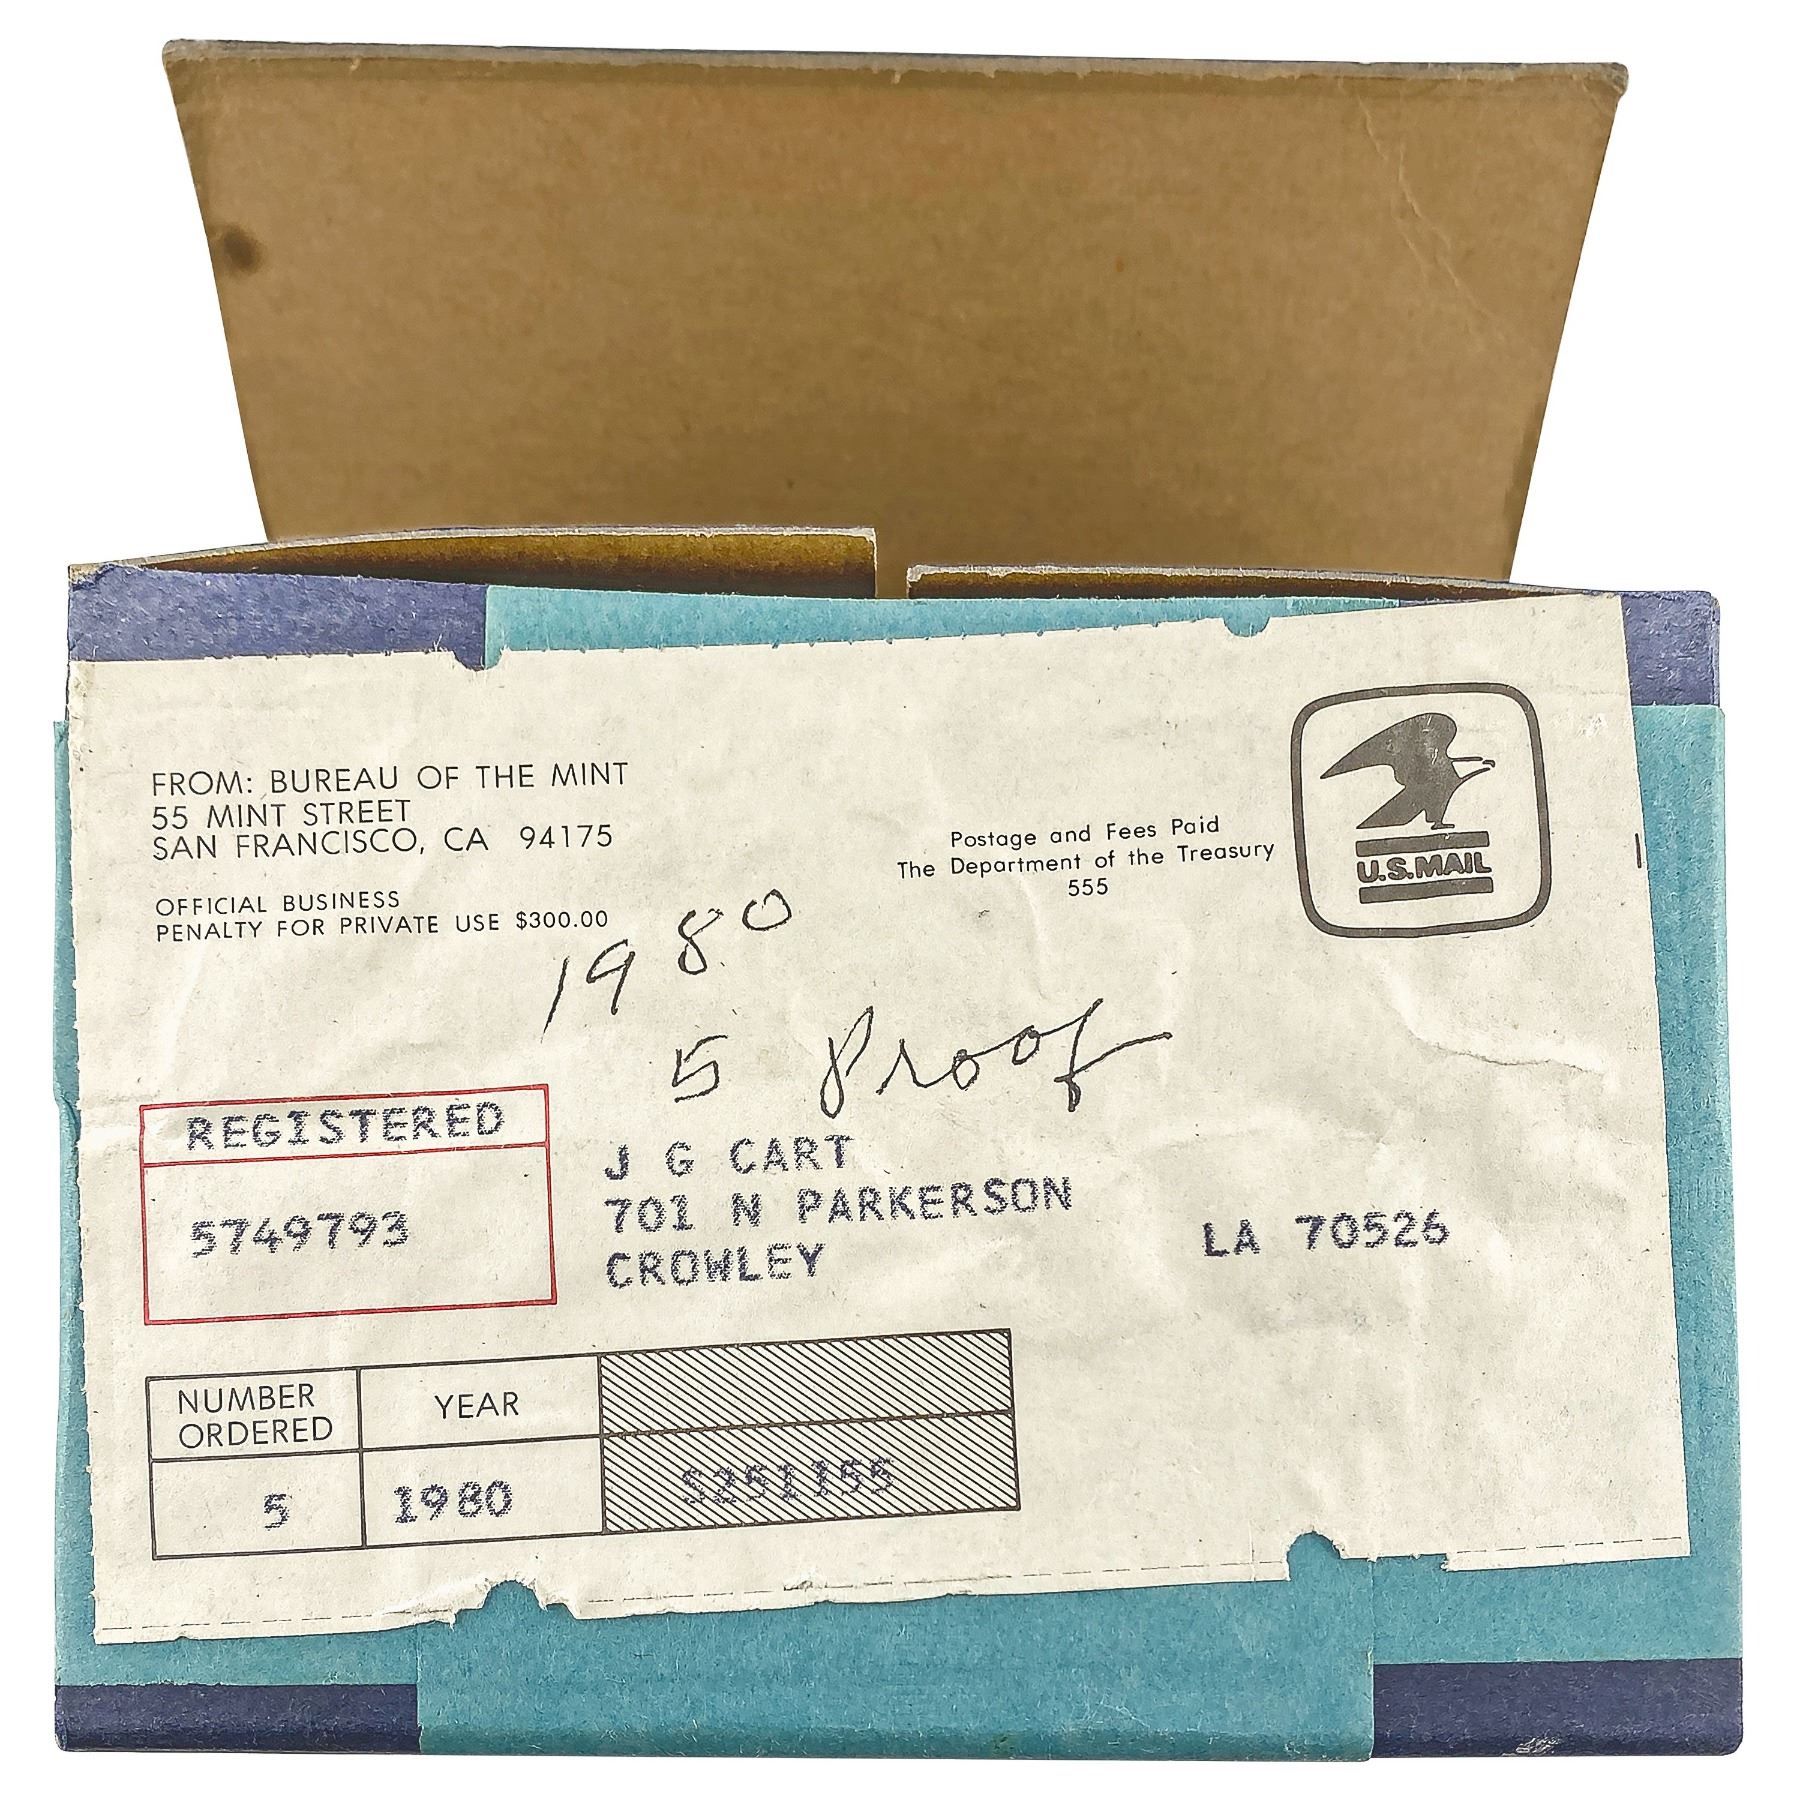 FROM: BUREAU OF THE MINT
55 MINT STREET
SAN FRANCISCO, CA 94175
OFFICIAL BUSINESS
PENALTY FOR PRIVATE USE $300.00
Postage and Fees Paid
The Department of the Treasury
555
U.S.MAIL
1980
5 Proof
REGISTERED
5749793
J G CART
701 N PARKERSON
CROWLEY LA 70526
NUMBER
ORDERED
YEAR
5 1980 S251155